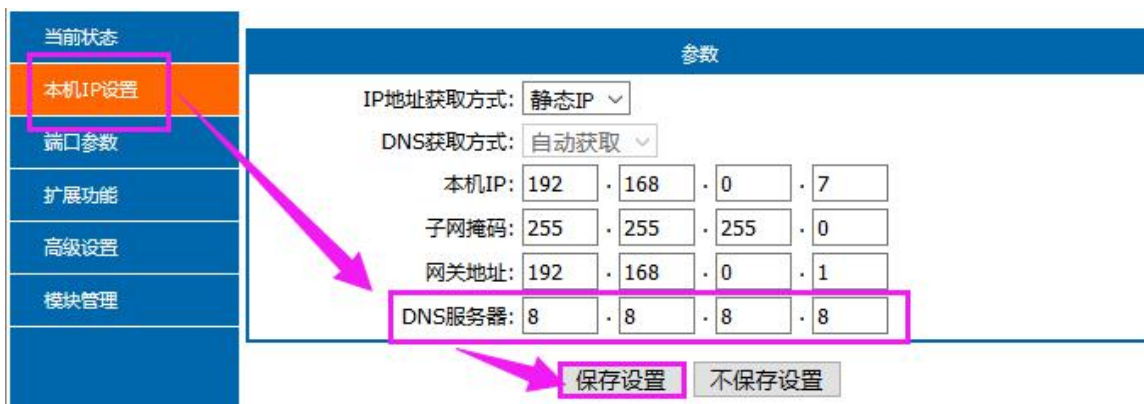 当前状态
本机IP设置
端口参数
扩展功能
高级设置
模块管理
参数
IP地址获取方式: 静态IP
DNS获取方式: 自动获取
本机IP: 192 . 168 . 0 . 7
子网掩码: 255 . 255 . 255 . 0
网关地址: 192 . 168 . 0 . 1
DNS服务器: 8 . 8 . 8 . 8
保存设置 不保存设置